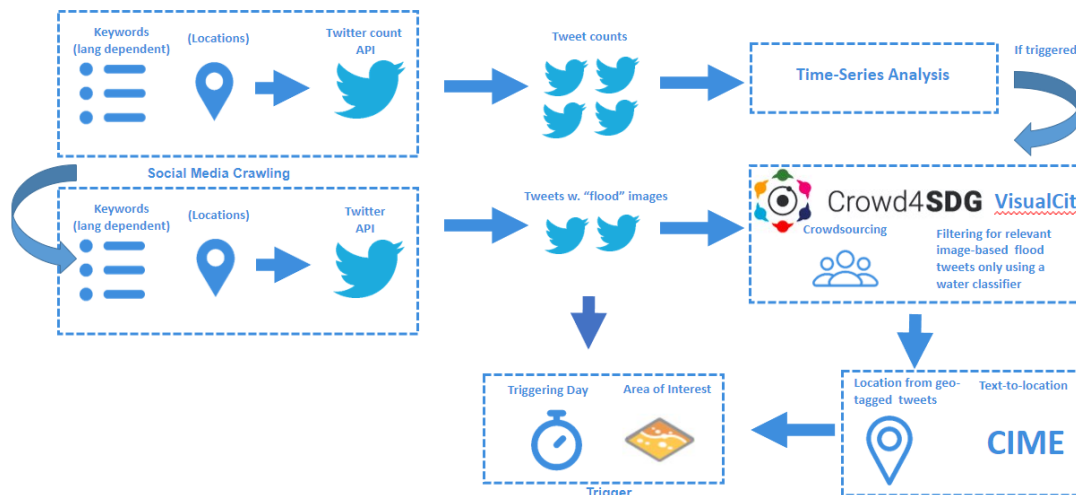 Keywords
(lang dependent)
(Locations)
Twitter count
API
Tweet counts
Time-Series Analysis
If triggered
Social Media Crawling
Keywords
(lang dependent)
(Locations)
Twitter
API
Tweets w. “flood” images
Crowd4SDG
VisualCit
Crowdsourcing
Filtering for relevant
image-based flood
tweets only using a
water classifier
Triggering Day
Area of Interest
Trigger
Location from geo-
tagged tweets
Text-to-location
CIME